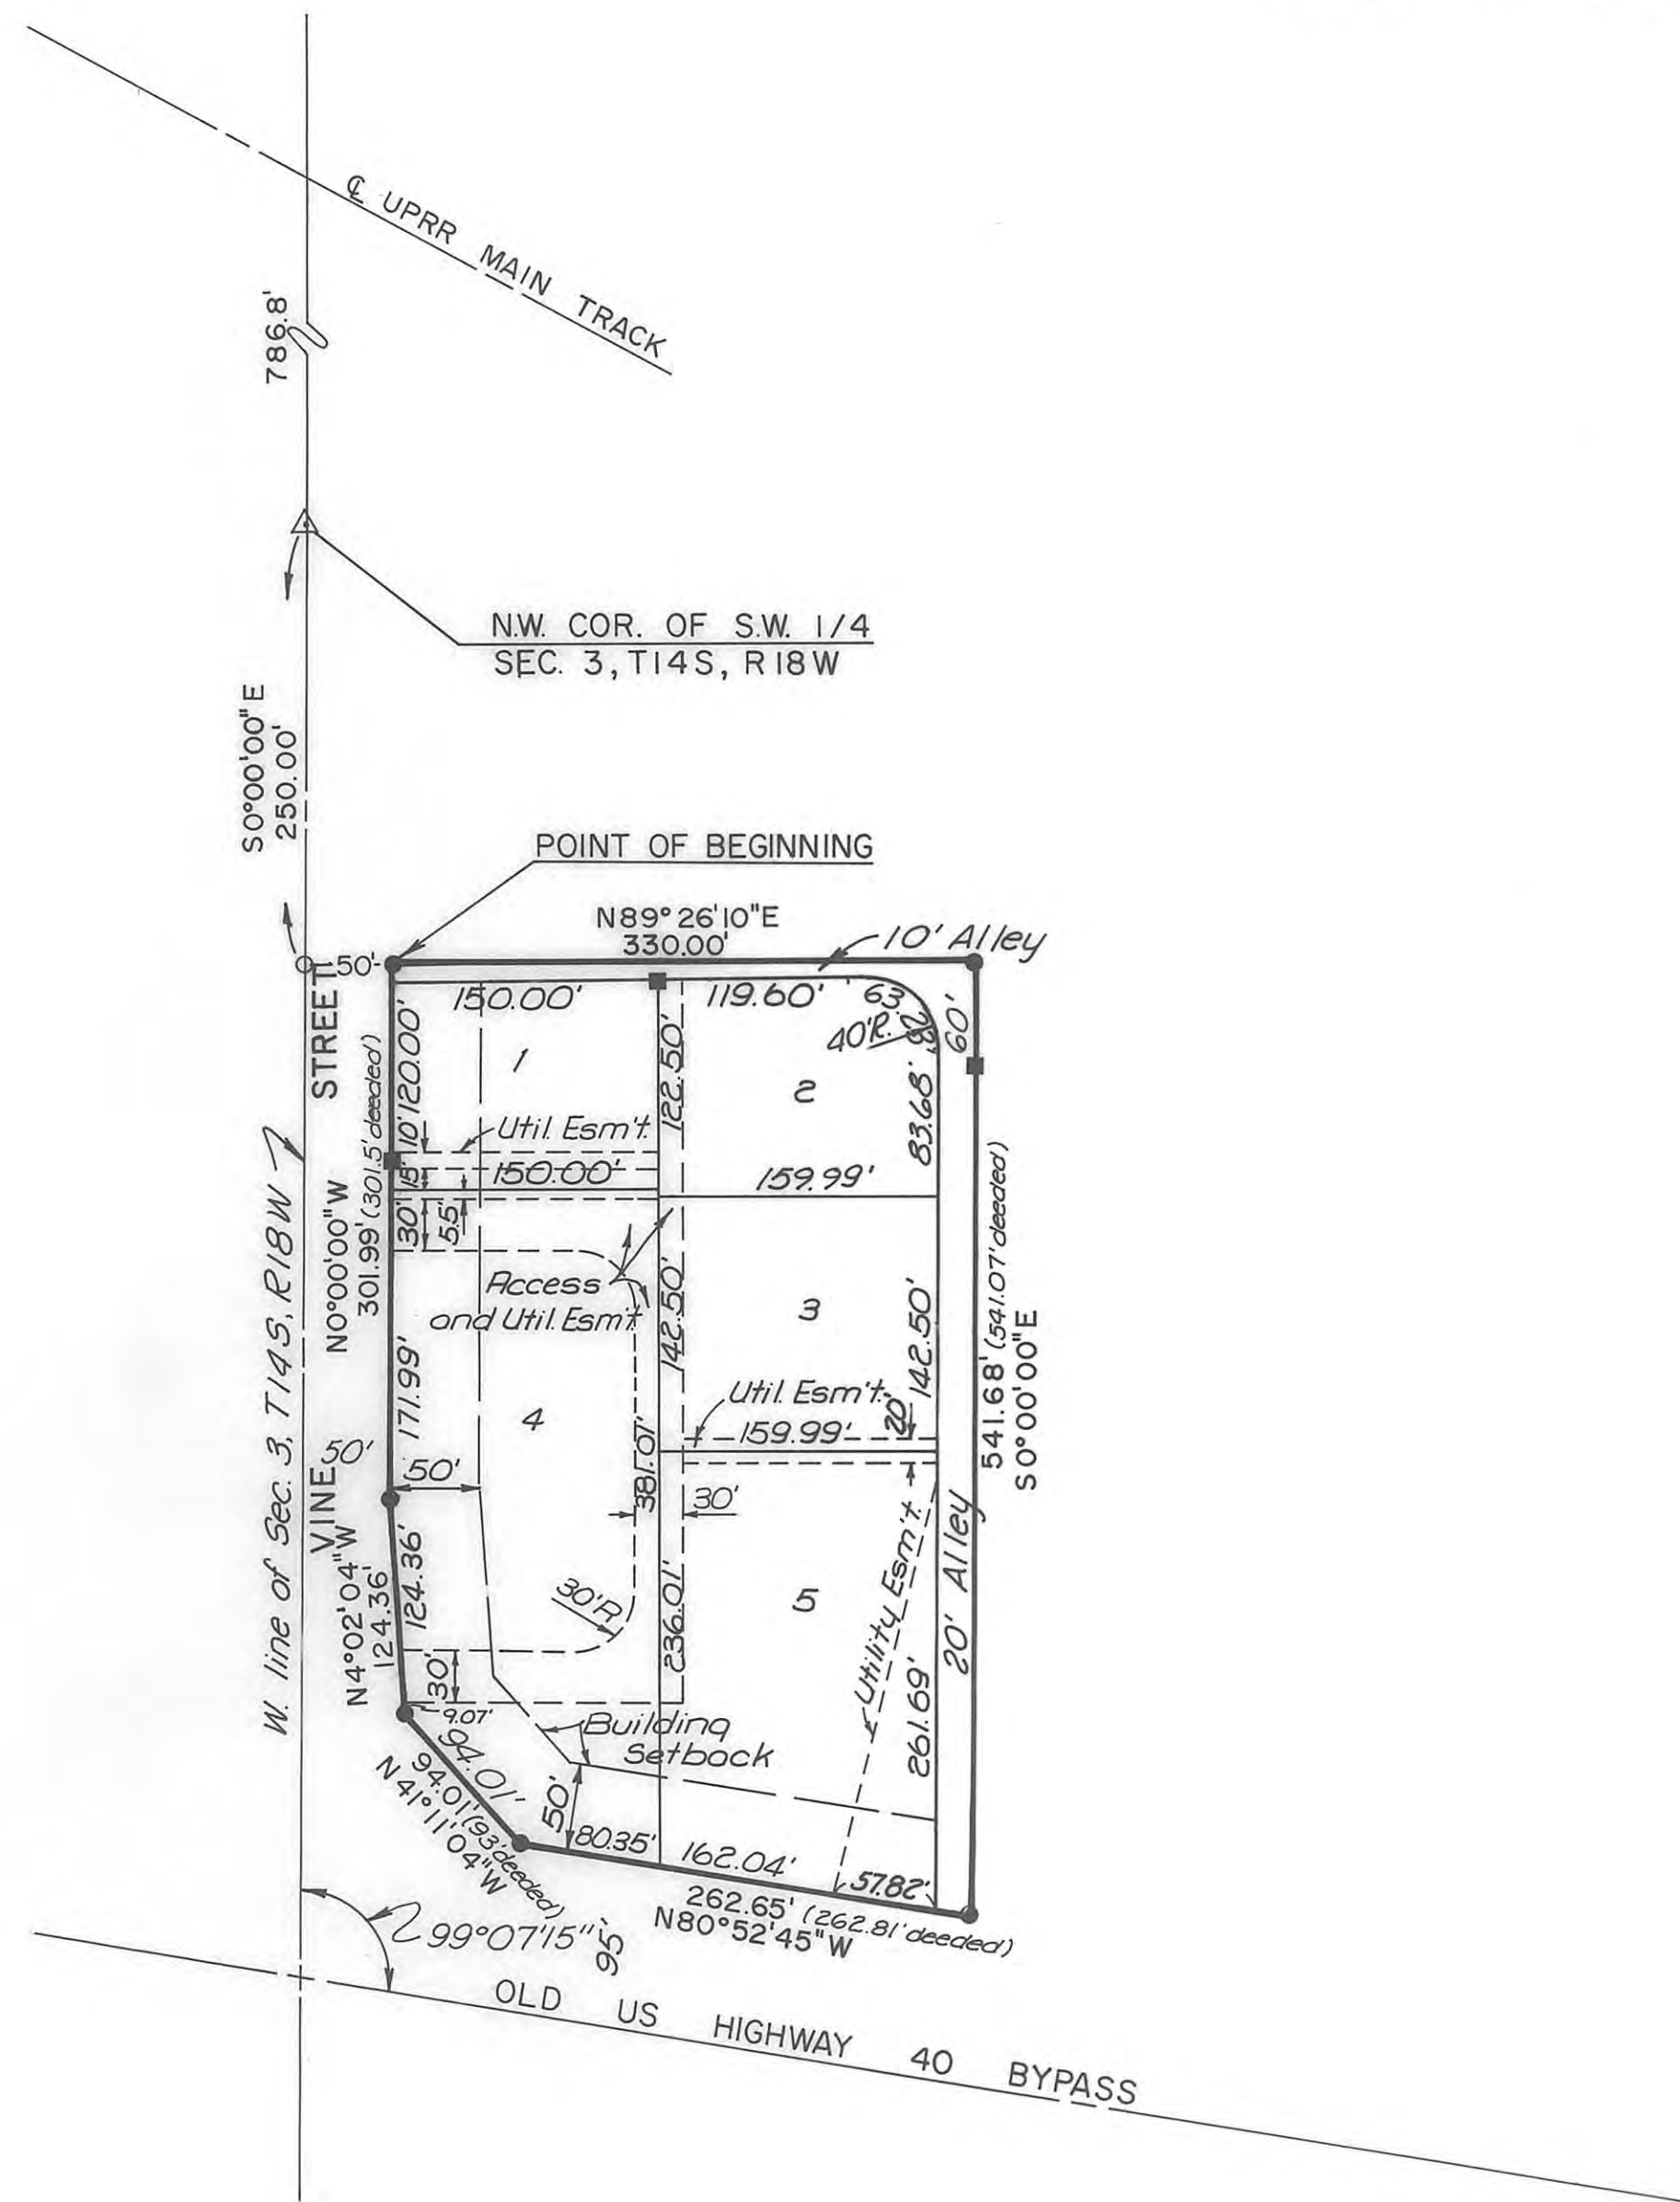 ℄ UPRR MAIN TRACK
786.8'
N.W. COR. OF S.W. 1/4
SEC. 3, T14S, R18W
S0°00'00"E
250.00'
POINT OF BEGINNING
N89°26'10"E
330.00'
10' Alley
50'
STREET
150.00'
119.60'
63.28'
40'R.
60'
120.00'
122.50'
1
2
83.68'
301.99' (301.5' deeded)
N0°00'00"W
10'
Util. Esm't.
15'
150.00'
159.99'
30'
5.5'
Access
and Util. Esm't
142.50'
3
142.50'
541.68' (541.07' deeded)
S0°00'00"E
W. line of Sec. 3, T14S, R18W
171.99'
4
Util. Esm't.
20'
159.99'
50'
VINE
50'
381.01'
30'
20' Alley
N4°02'04"W
124.36'
124.36'
30'R
236.01'
5
Utility Esm't.
261.69'
30'
9.07'
Building
Setback
94.01'
94.01' (93' deeded)
N41°11'04"W
50'
80.35'
162.04'
57.82'
262.65' (262.81' deeded)
N80°52'45"W
99°07'15"
95'
OLD US HIGHWAY 40 BYPASS